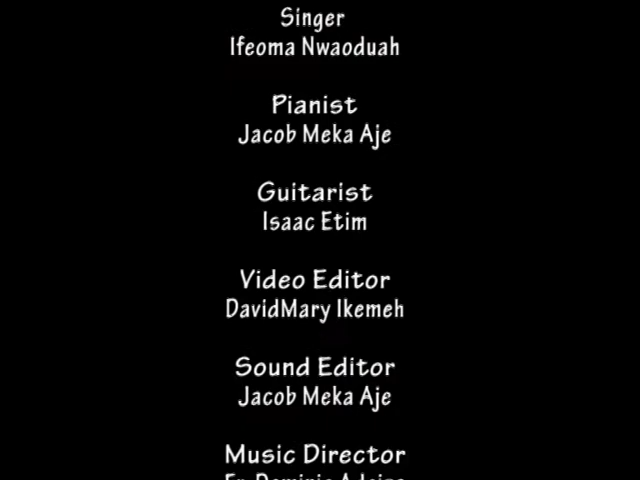 Singer
Ifeoma Nwaoduah
Pianist
Jacob Meka Aje
Guitarist
Isaac Etim
Video Editor
DavidMary Ikemeh
Sound Editor
Jacob Meka Aje
Music Director